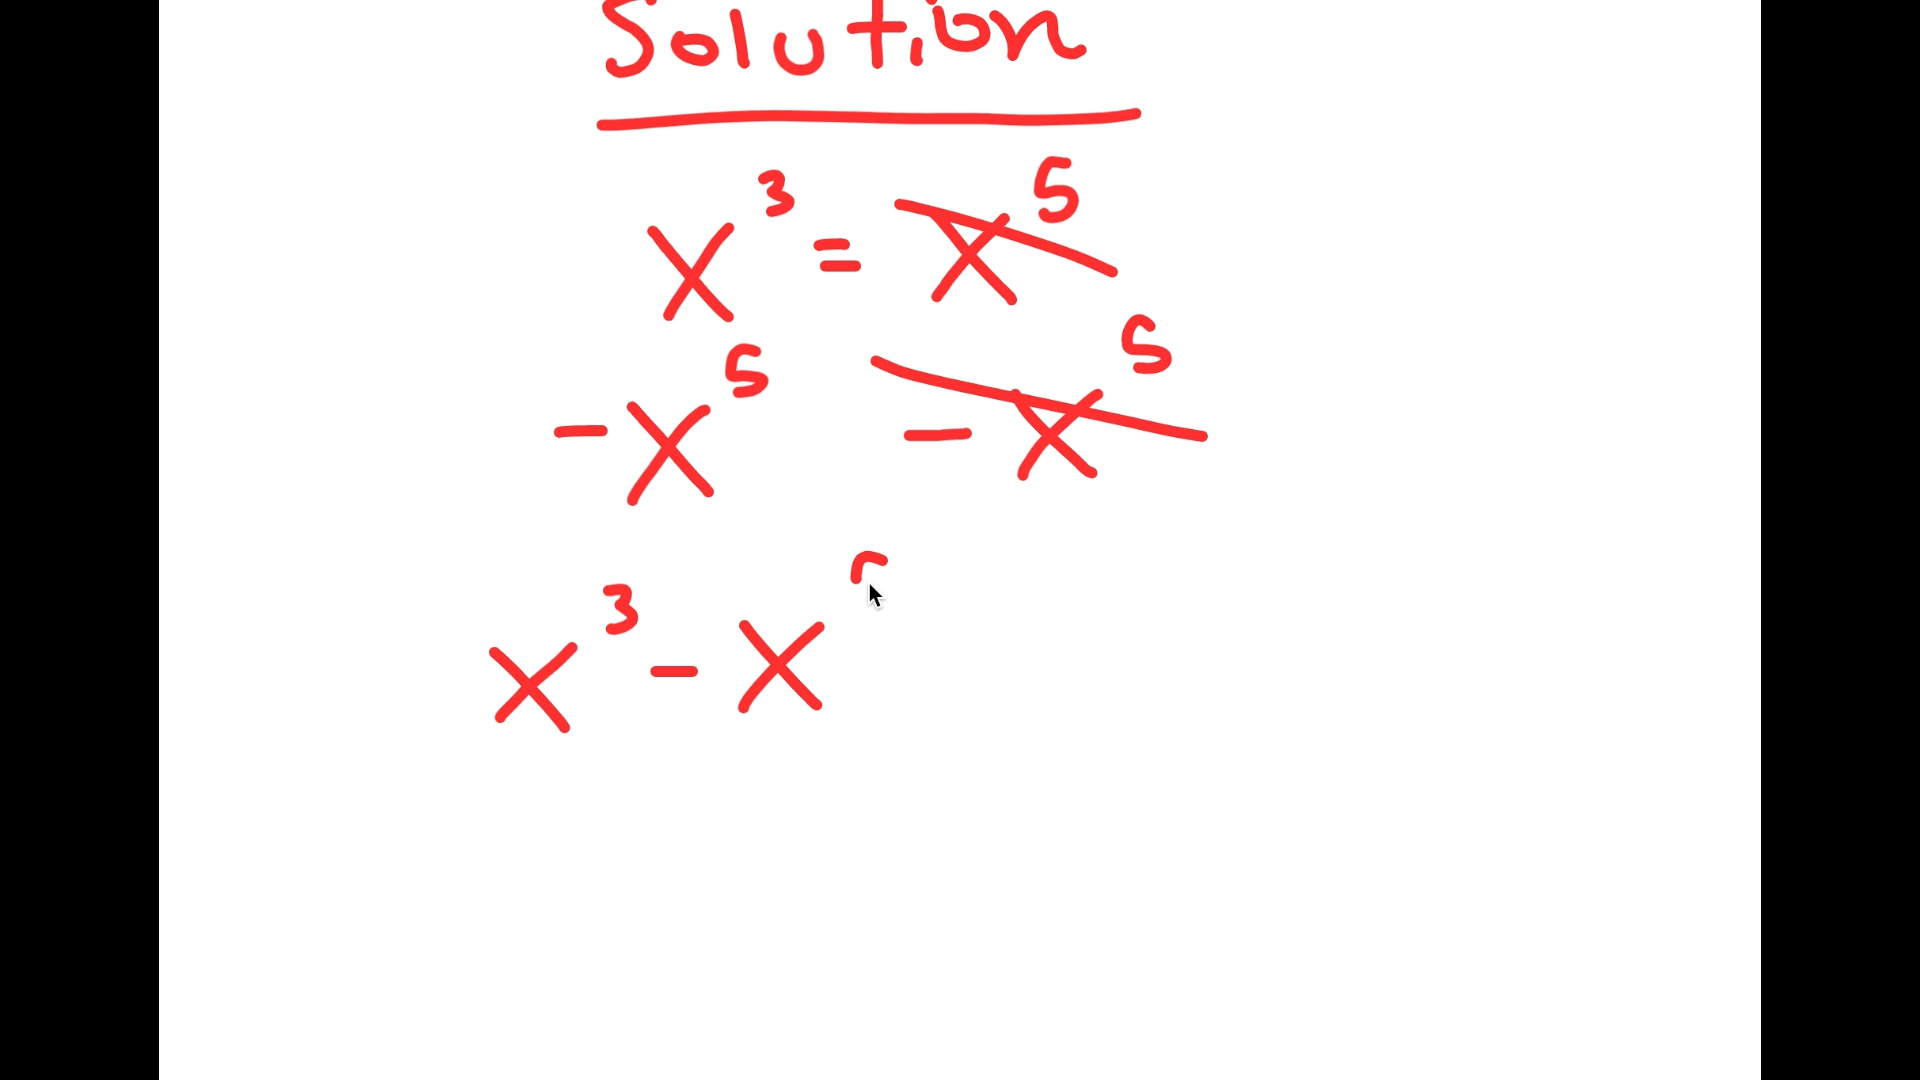 Solution
x³ = x⁵
- x⁵ - x⁵
x³ - x